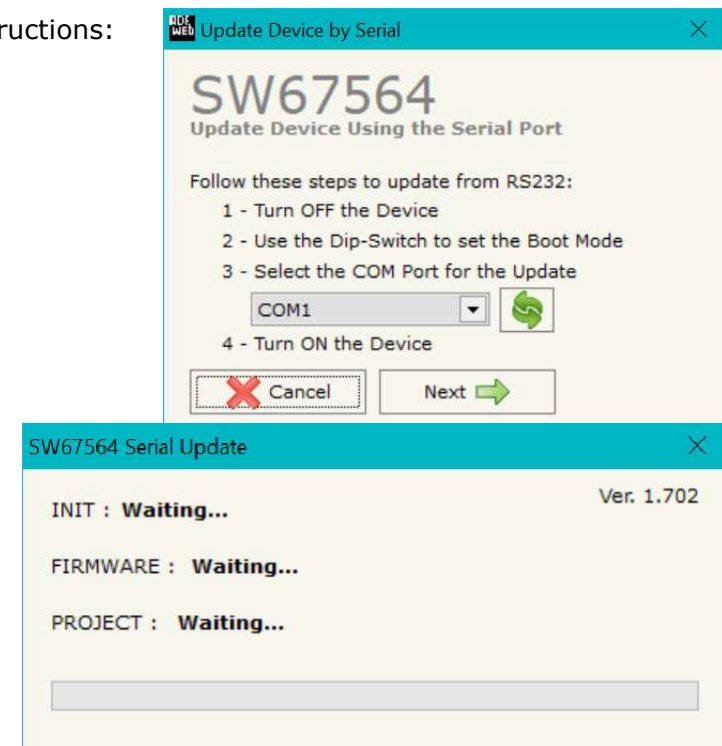 ructions:
ADF
WEB
Update Device by Serial
SW67564
Update Device Using the Serial Port
Follow these steps to update from RS232:
1 - Turn OFF the Device
2 - Use the Dip-Switch to set the Boot Mode
3 - Select the COM Port for the Update
COM1
4 - Turn ON the Device
Cancel
Next
SW67564 Serial Update
Ver. 1.702
INIT : Waiting...
FIRMWARE : Waiting...
PROJECT : Waiting...